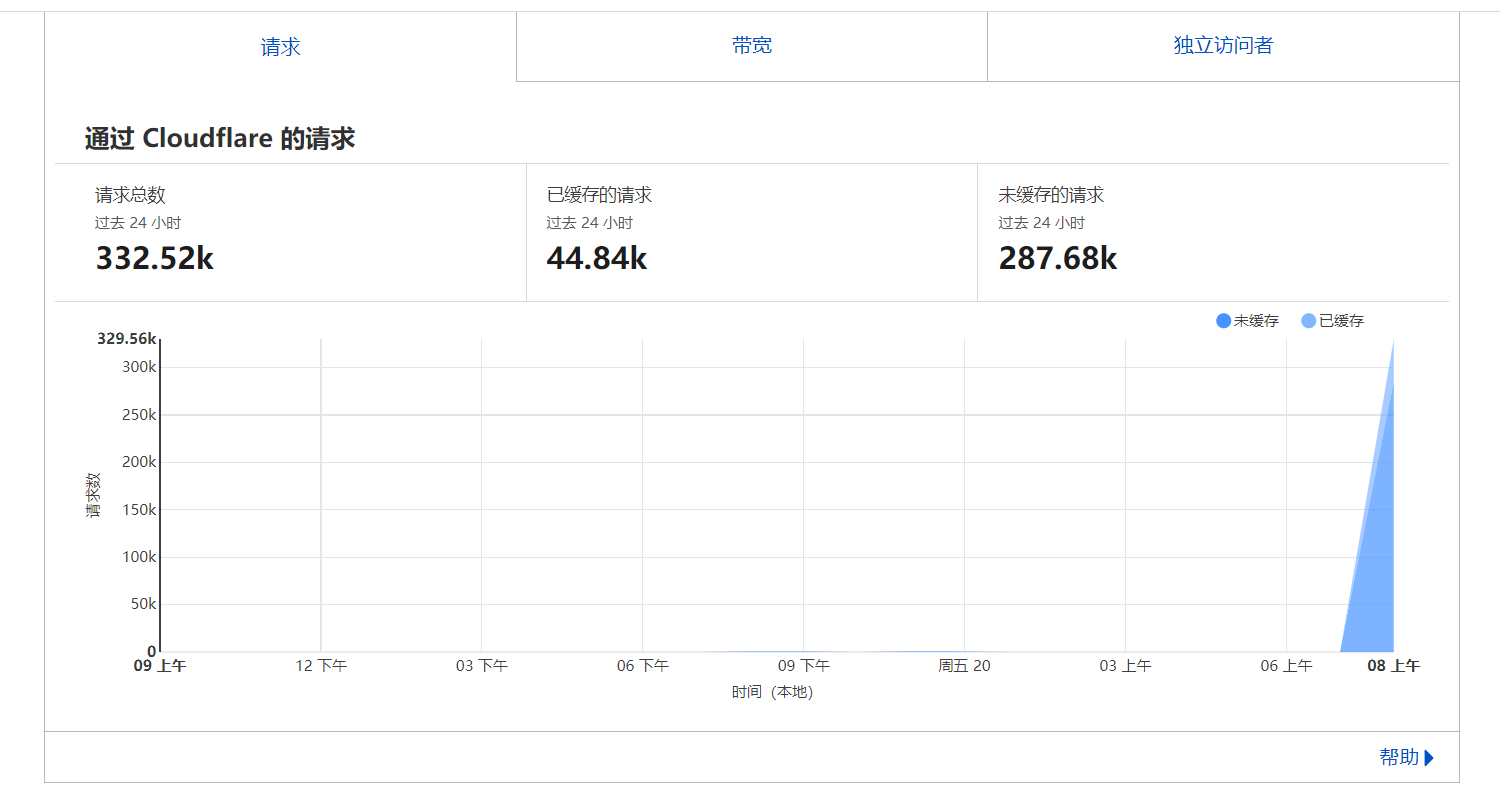 请求
带宽
独立访问者
通过 Cloudflare 的请求
请求总数
过去 24 小时
332.52k
已缓存的请求
过去 24 小时
44.84k
未缓存的请求
过去 24 小时
287.68k
未缓存 已缓存
329.56k
300k
250k
200k
150k
100k
50k
0
请求数
09 上午 12 下午 03 下午 06 下午 09 下午 周五 20 03 上午 06 上午 08 上午
时间（本地）
帮助